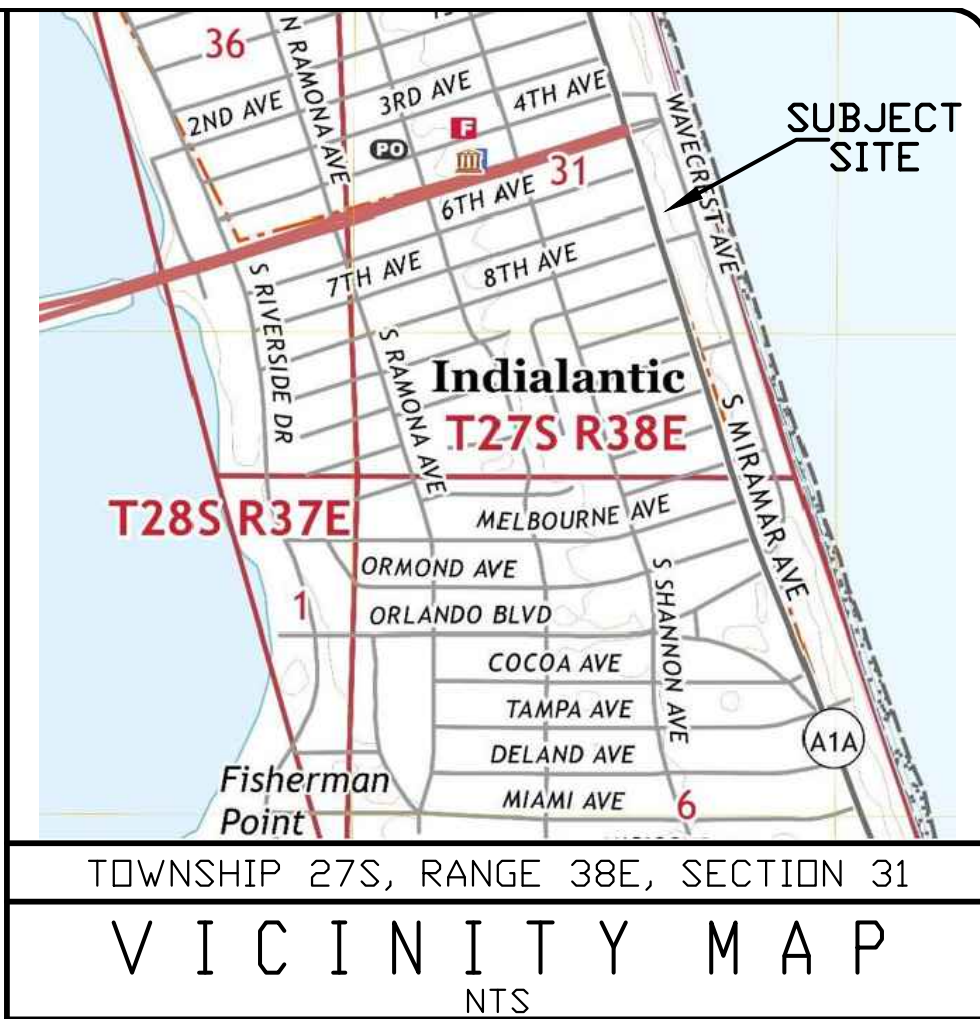 36
N RAMONA AVE
2ND AVE
3RD AVE
4TH AVE
WAVECREST AVE
SUBJECT
SITE
F
PO
31
6TH AVE
7TH AVE
8TH AVE
S RIVERSIDE DR
S RAMONA AVE
Indialantic
T27S R38E
S MIRAMAR AVE
T28S R37E
MELBOURNE AVE
ORMOND AVE
1
ORLANDO BLVD
S SHANNON AVE
COCOA AVE
TAMPA AVE
A1A
DELAND AVE
Fisherman
Point
MIAMI AVE
6
TOWNSHIP 27S, RANGE 38E, SECTION 31
VICINITY MAP
NTS